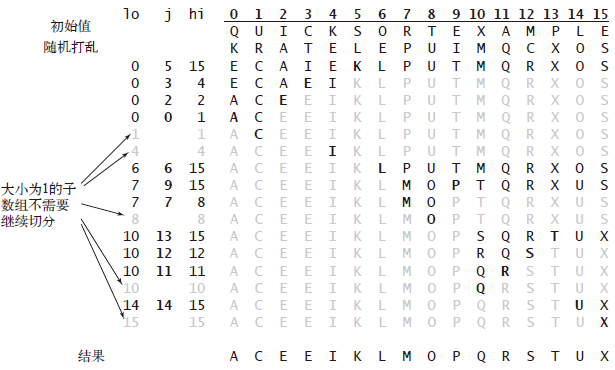 lo j hi 0 1 2 3 4 5 6 7 8 9 10 11 12 13 14 15
初始值 Q U I C K S O R T E X A M P L E
随机打乱 K R A T E L E P U I M Q C X O S
0 5 15 E C A I E K L P U T M Q R X O S
0 3 4 E C A E I K L P U T M Q R X O S
0 2 2 A C E E I K L P U T M Q R X O S
0 0 1 A C E E I K L P U T M Q R X O S
1 1 A C E E I K L P U T M Q R X O S
4 4 A C E E I K L P U T M Q R X O S
6 6 15 A C E E I K L P U T M Q R X O S
大小为1的子 7 9 15 A C E E I K L M O P T Q R X U S
数组不需要 7 7 8 A C E E I K L M O P T Q R X U S
继续切分 8 8 A C E E I K L M O P T Q R X U S
10 13 15 A C E E I K L M O P S Q R T U X
10 12 12 A C E E I K L M O P R Q S T U X
10 11 11 A C E E I K L M O P Q R S T U X
10 10 A C E E I K L M O P Q R S T U X
14 14 15 A C E E I K L M O P Q R S T U X
15 15 A C E E I K L M O P Q R S T U X
结果 A C E E I K L M O P Q R S T U X